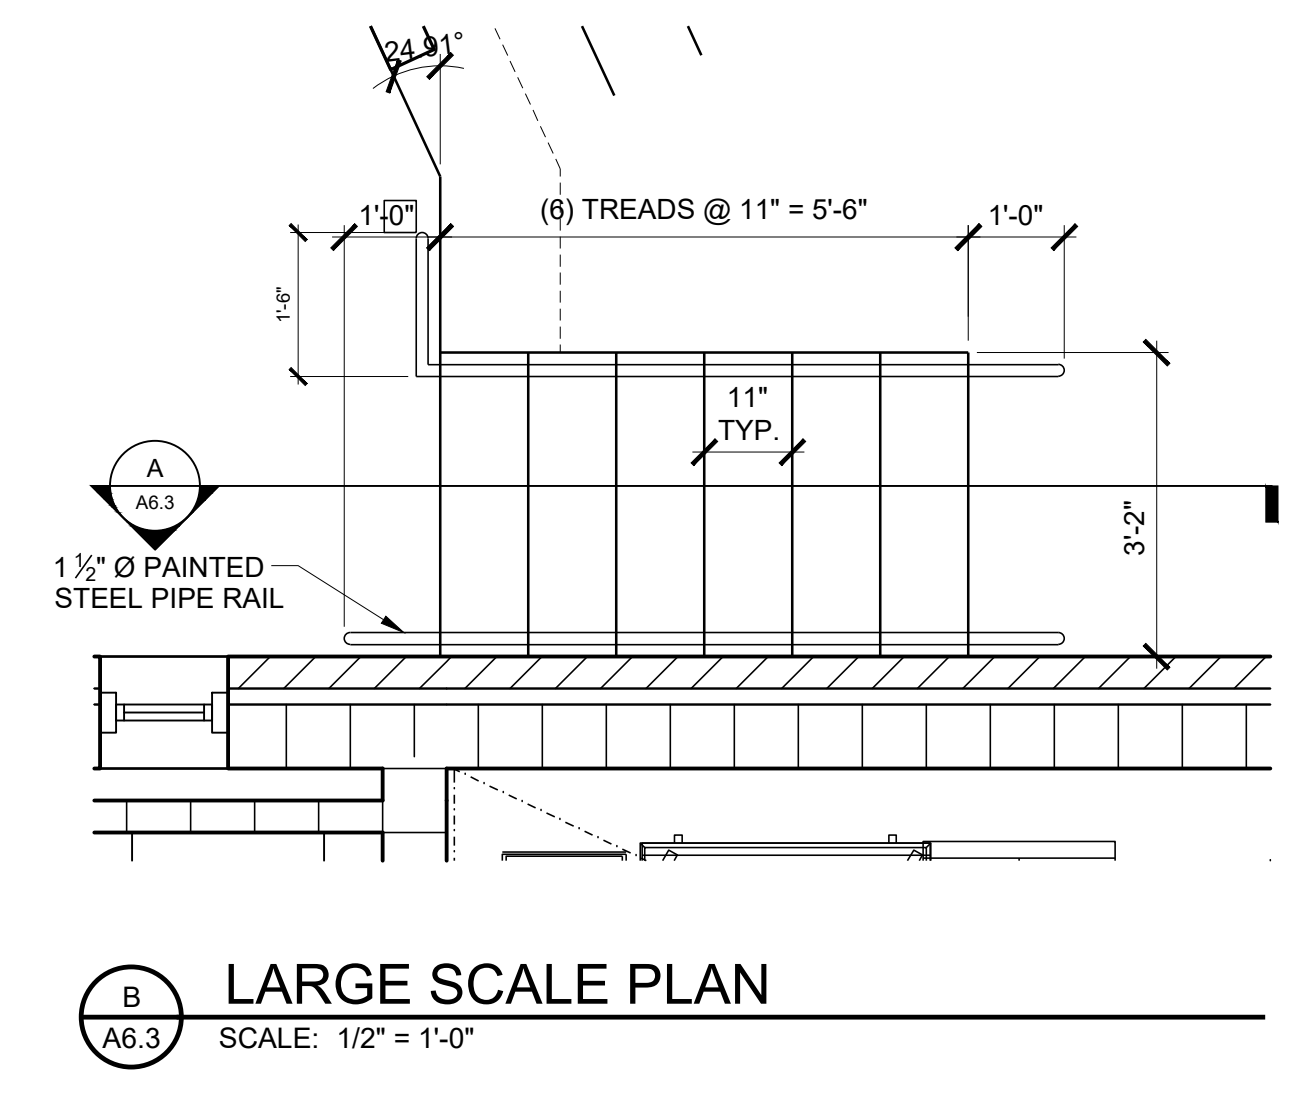 24.91°
1'-0"
(6) TREADS @ 11" = 5'-6"
1'-0"
1'-6"
11"
TYP.
A
A6.3
3'-2"
1 ½" Ø PAINTED
STEEL PIPE RAIL
B
A6.3
LARGE SCALE PLAN
SCALE: 1/2" = 1'-0"